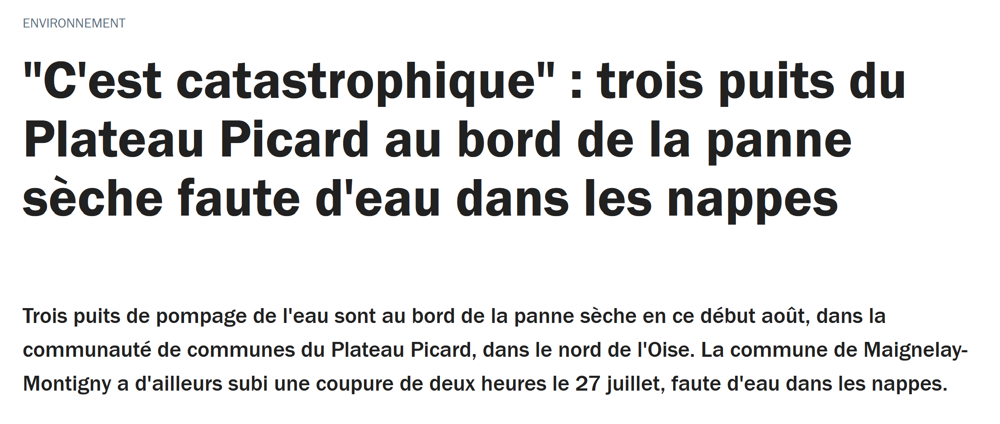 ENVIRONNEMENT
"C'est catastrophique" : trois puits du
Plateau Picard au bord de la panne
sèche faute d'eau dans les nappes
Trois puits de pompage de l'eau sont au bord de la panne sèche en ce début août, dans la
communauté de communes du Plateau Picard, dans le nord de l'Oise. La commune de Maignelay-
Montigny a d'ailleurs subi une coupure de deux heures le 27 juillet, faute d'eau dans les nappes.